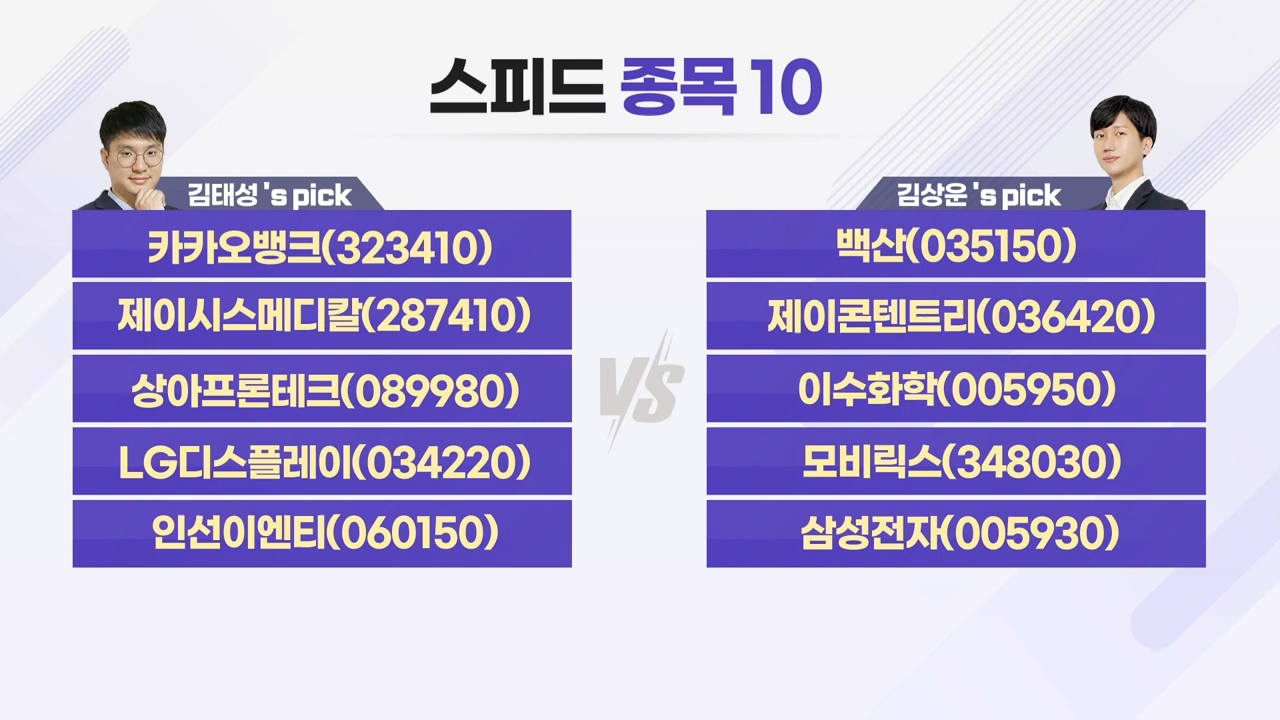 스피드 종목 10
김태성 's pick
카카오뱅크(323410)
제이시스메디칼(287410)
상아프론테크(089980)
LG디스플레이(034220)
인선이엔티(060150)
VS
김상운 's pick
백산(035150)
제이콘텐트리(036420)
이수화학(005950)
모비릭스(348030)
삼성전자(005930)